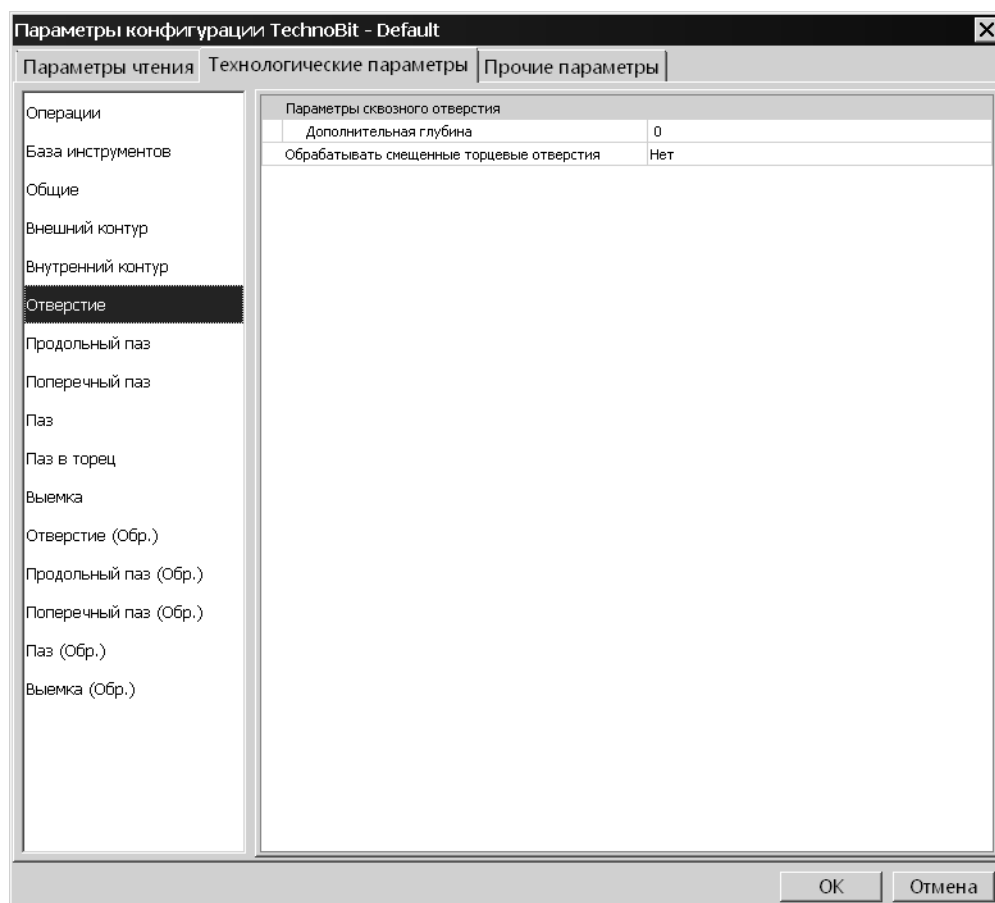 Параметры конфигурации TechnoBit - Default
Параметры чтения Технологические параметры Прочие параметры
Операции
База инструментов
Общие
Внешний контур
Внутренний контур
Отверстие
Продольный паз
Поперечный паз
Паз
Паз в торец
Выемка
Отверстие (Обр.)
Продольный паз (Обр.)
Поперечный паз (Обр.)
Паз (Обр.)
Выемка (Обр.)
Параметры сквозного отверстия
Дополнительная глубина 0
Обрабатывать смещенные торцевые отверстия Нет
OK Отмена